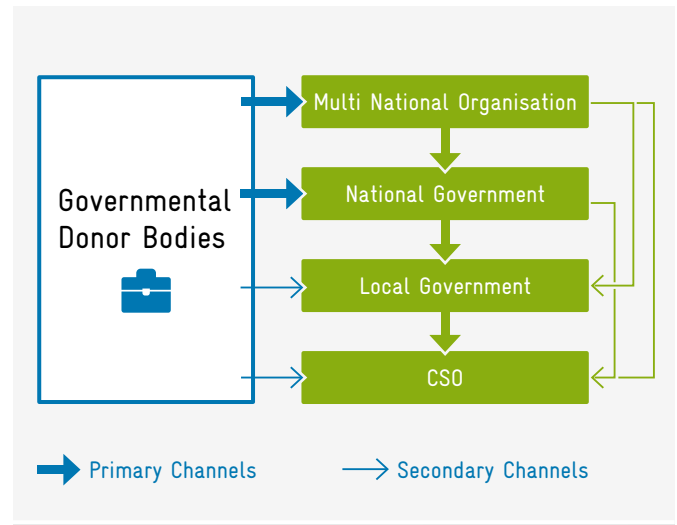 Multi National Organisation
Governmental
Donor Bodies
National Government
Local Government
CSO
Primary Channels
Secondary Channels